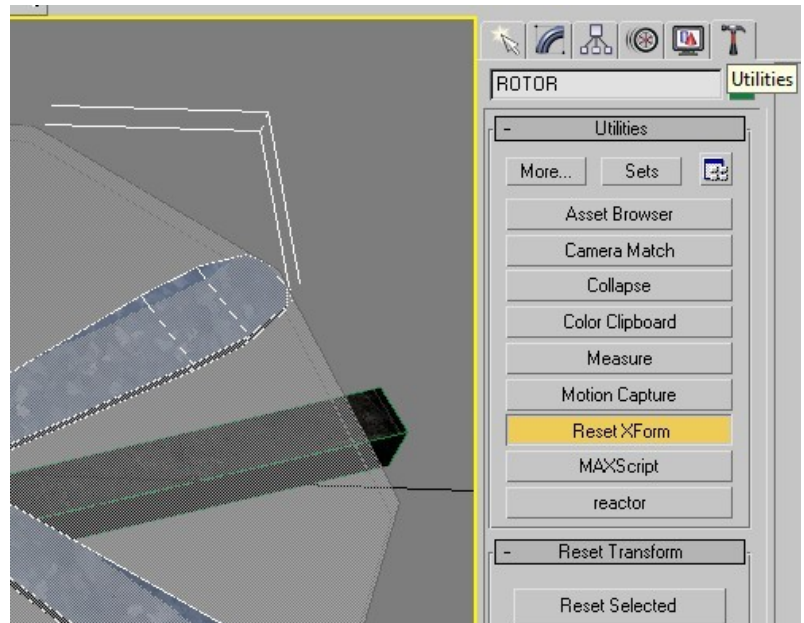 ROTOR
Utilities
- Utilities
More... Sets
Asset Browser
Camera Match
Collapse
Color Clipboard
Measure
Motion Capture
Reset XForm
MAXScript
reactor
- Reset Transform
Reset Selected